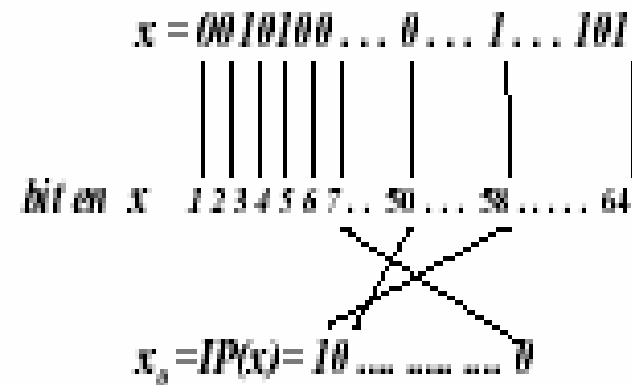 x = 0010100 . . . 0 . . . 1 . . . 101
bit en x 1 2 3 4 5 6 7 . . 50 . . . 58 . . . . . 64
x₀ =IP(x)= 10 .... .... .... .... 0